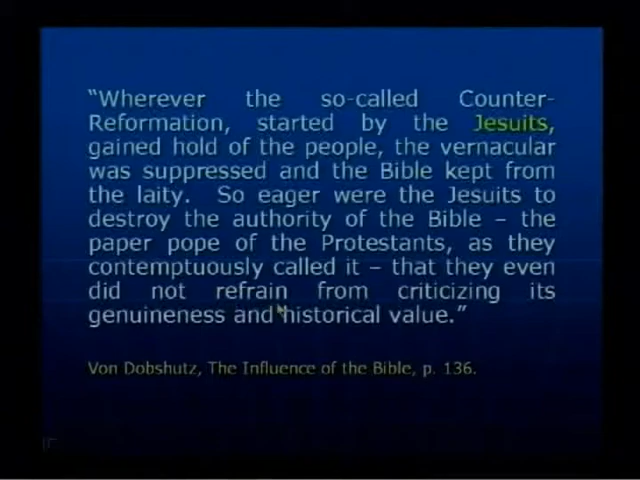 “Wherever the so-called Counter-
Reformation, started by the Jesuits,
gained hold of the people, the vernacular
was suppressed and the Bible kept from
the laity. So eager were the Jesuits to
destroy the authority of the Bible – the
paper pope of the Protestants, as they
contemptuously called it – that they even
did not refrain from criticizing its
genuineness and historical value.”
Von Dobshutz, The Influence of the Bible, p. 136.